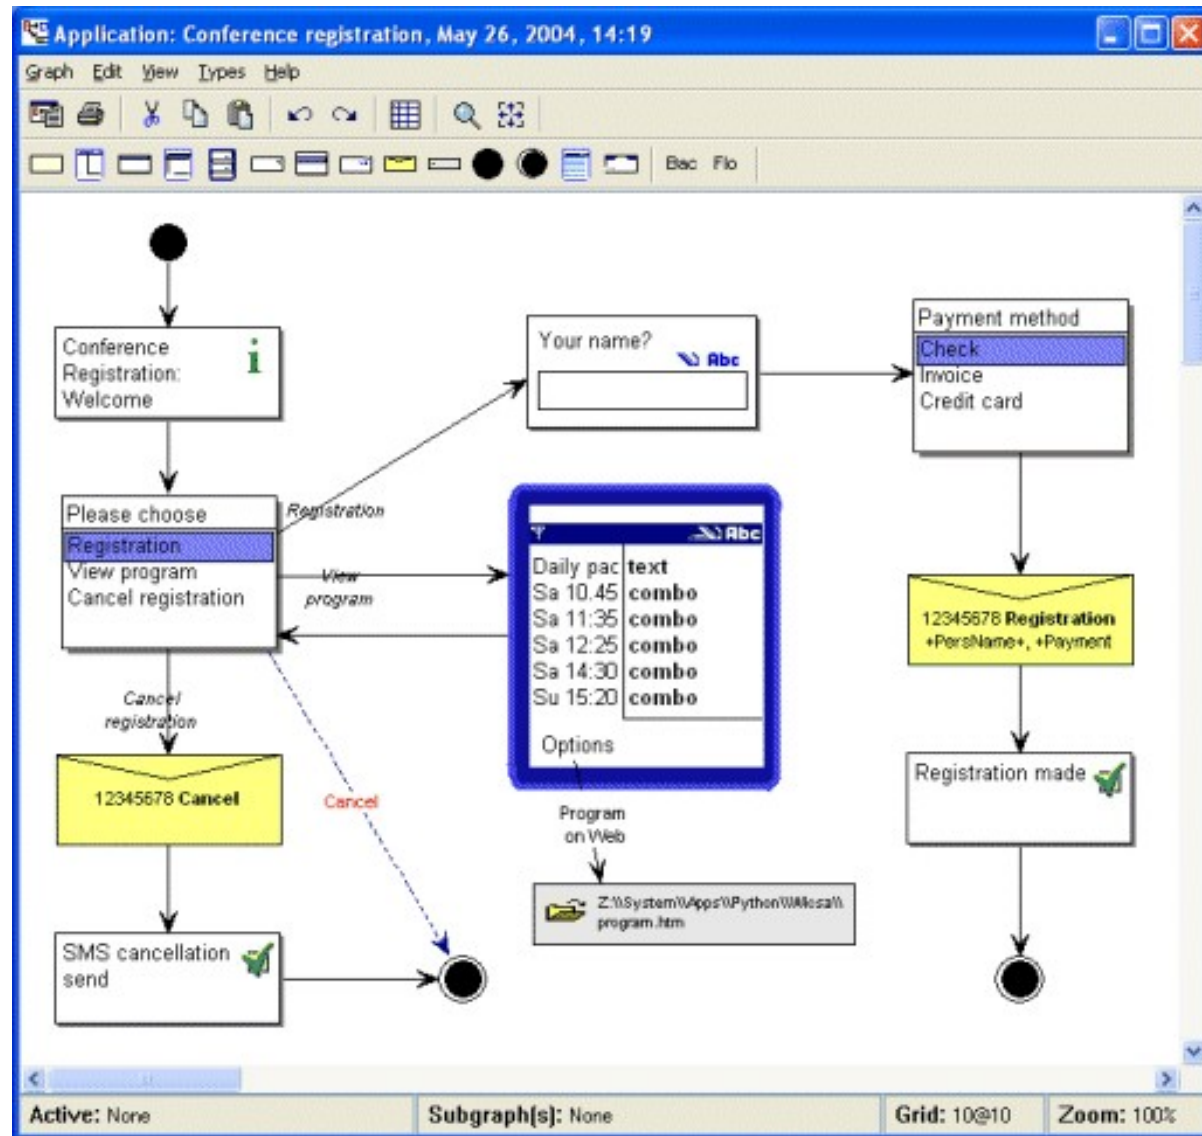 Application: Conference registration, May 26, 2004, 14:19
Graph Edit View Types Help
Bac Flo
Conference
Registration:
Welcome
i
Your name?
Abc
Payment method
Check
Invoice
Credit card
Please choose
Registration
View program
Cancel registration
Registration
View
program
Abc
Daily pac text
Sa 10.45 combo
Sa 11:35 combo
Sa 12:25 combo
Sa 14:30 combo
Su 15:20 combo
Options
12345678 Registration
+PersName+, +Payment
Cancel
registration
12345678 Cancel
Cancel
Program
on Web
Registration made
program.htm
SMS cancellation
send
Active: None
Subgraph(s): None
Grid: 10@10
Zoom: 100%